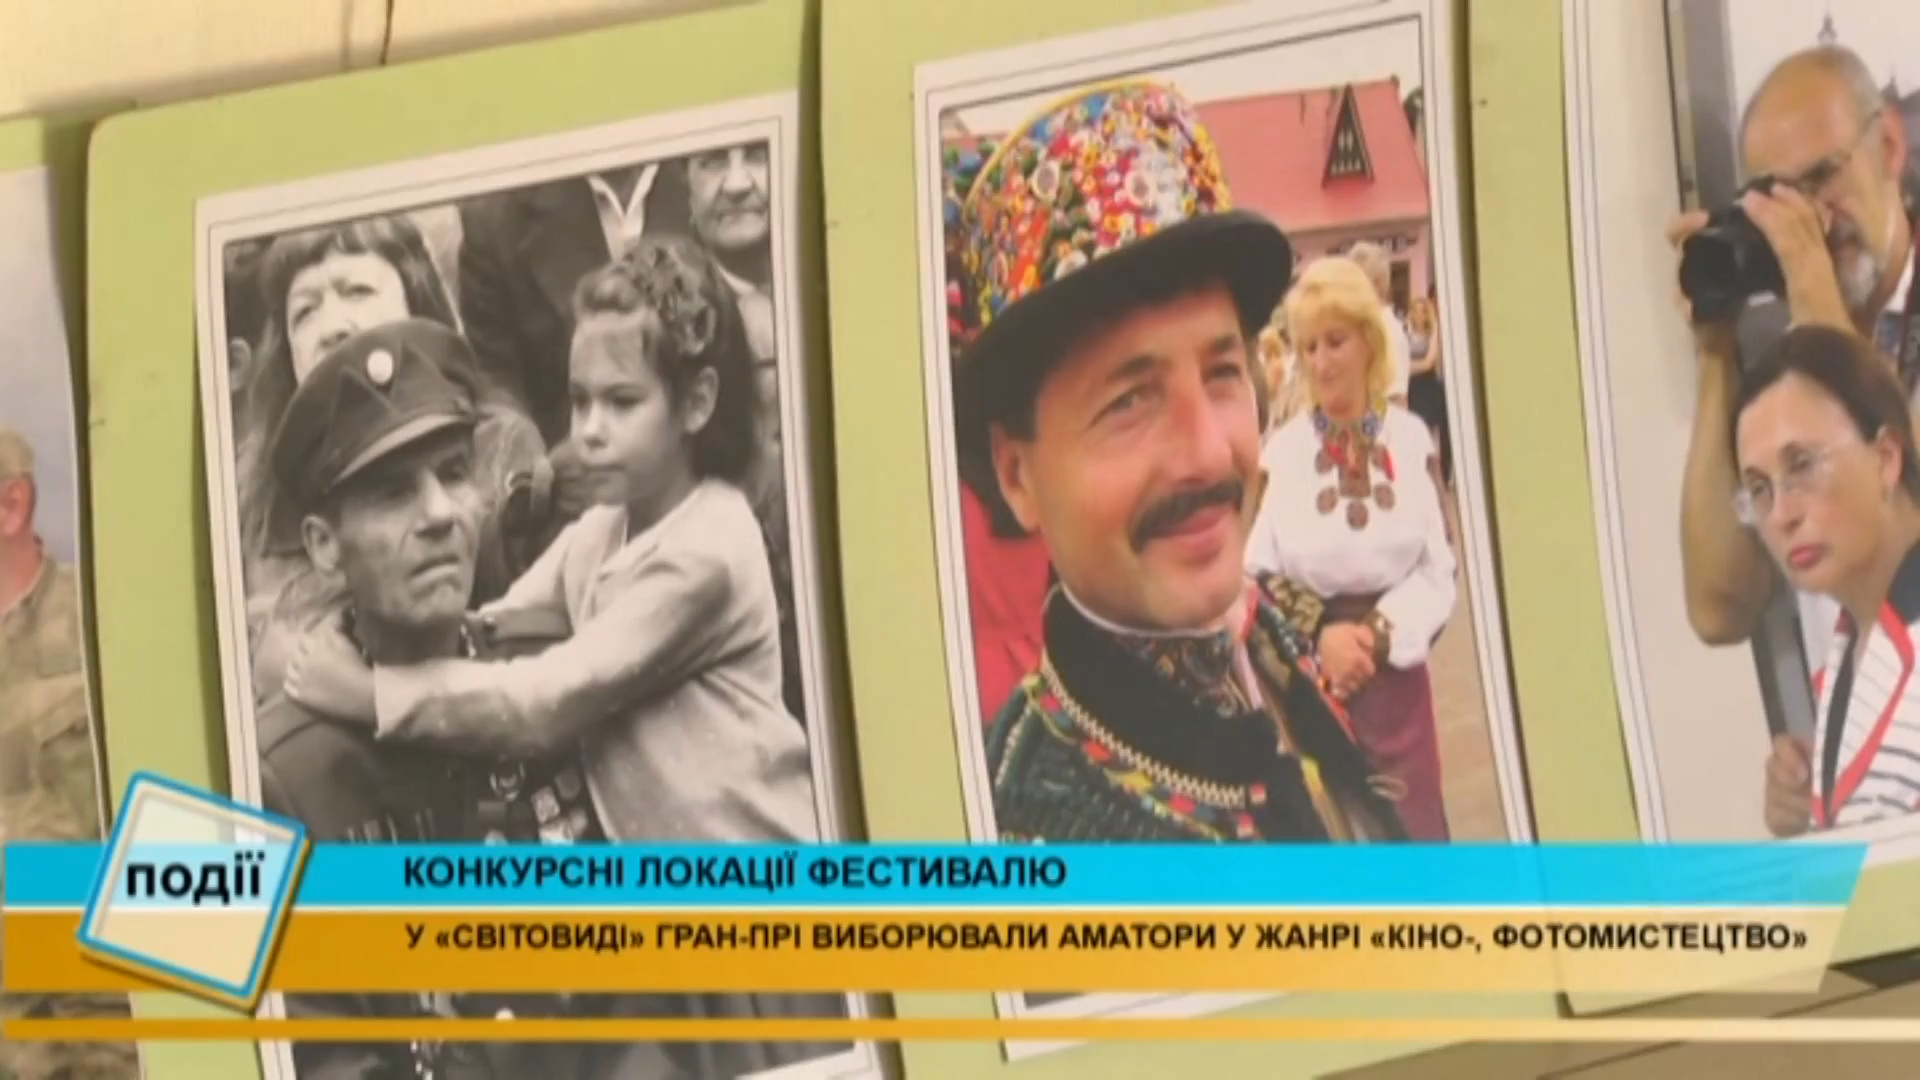 події
КОНКУРСНІ ЛОКАЦІЇ ФЕСТИВАЛЮ
У «СВІТОВИДІ» ГРАН-ПРІ ВИБОРЮВАЛИ АМАТОРИ У ЖАНРІ «КІНО-, ФОТОМИСТЕЦТВО»